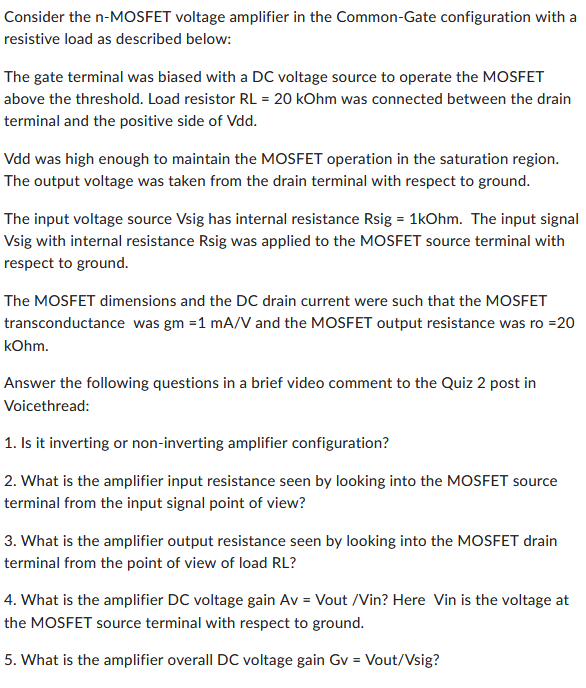 Consider the n-MOSFET voltage amplifier in the Common-Gate configuration with a
resistive load as described below:
The gate terminal was biased with a DC voltage source to operate the MOSFET
above the threshold. Load resistor RL = 20 kOhm was connected between the drain
terminal and the positive side of Vdd.
Vdd was high enough to maintain the MOSFET operation in the saturation region.
The output voltage was taken from the drain terminal with respect to ground.
The input voltage source Vsig has internal resistance Rsig = 1kOhm.  The input signal
Vsig with internal resistance Rsig was applied to the MOSFET source terminal with
respect to ground.
The MOSFET dimensions and the DC drain current were such that the MOSFET
transconductance  was gm =1 mA/V and the MOSFET output resistance was ro =20
kOhm.
Answer the following questions in a brief video comment to the Quiz 2 post in
Voicethread:
1. Is it inverting or non-inverting amplifier configuration?
2. What is the amplifier input resistance seen by looking into the MOSFET source
terminal from the input signal point of view?
3. What is the amplifier output resistance seen by looking into the MOSFET drain
terminal from the point of view of load RL?
4. What is the amplifier DC voltage gain Av = Vout /Vin? Here  Vin is the voltage at
the MOSFET source terminal with respect to ground.
5. What is the amplifier overall DC voltage gain Gv = Vout/Vsig?